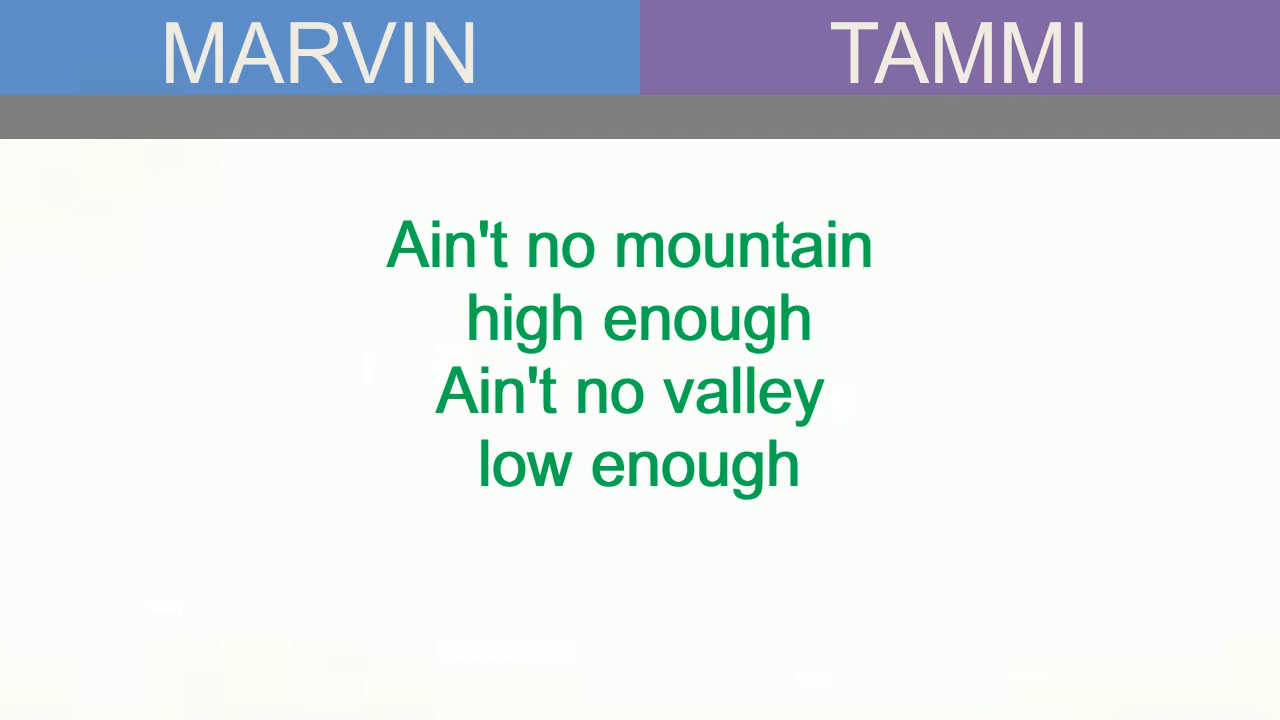 MARVIN TAMMI
Ain't no mountain
high enough
Ain't no valley
low enough